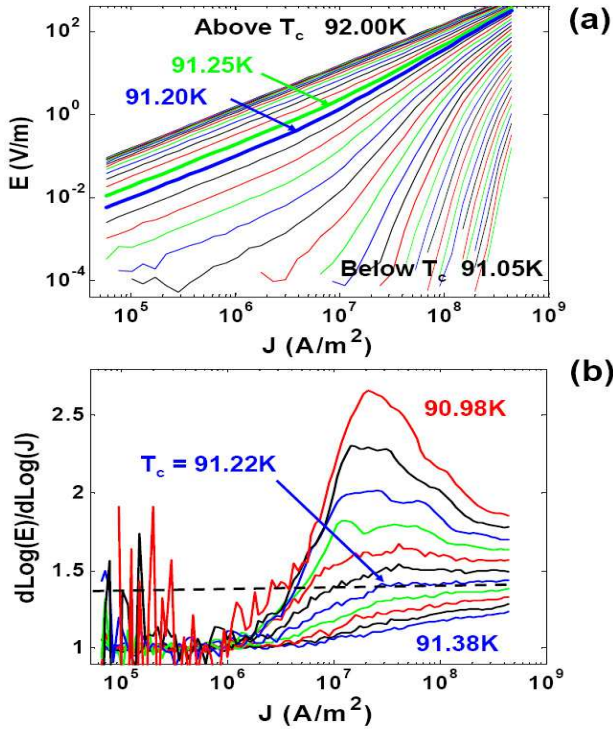 (a)
Above T_c 92.00K
91.25K
91.20K
Below T_c 91.05K
E (V/m)
10^2
10^0
10^-2
10^-4
10^5 10^6 10^7 10^8 10^9
J (A/m^2)
(b)
90.98K
T_c = 91.22K
91.38K
dLog(E)/dLog(J)
2.5
2
1.5
1
10^5 10^6 10^7 10^8 10^9
J (A/m^2)